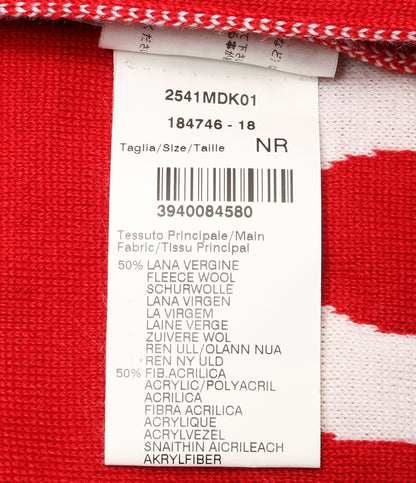 2541MDK01
184746 - 18
Taglia/Size/Taille NR
3940084580
Tessuto Principale/Main
Fabric/Tissu Principal
50% LANA VERGINE
FLEECE WOOL
SCHURWOLLE
LANA VIRGEN
LA VIRGEM
LAINE VERGE
ZUIVERE WOL
REN ULL/OLANN NUA
REN NY ULD
50% FIB.ACRILICA
ACRYLIC/POLYACRIL
ACRILICA
FIBRA ACRILICA
ACRYLIQUE
ACRYLVEZEL
SNAITHIN AICRILEACH
AKRYLFIBER